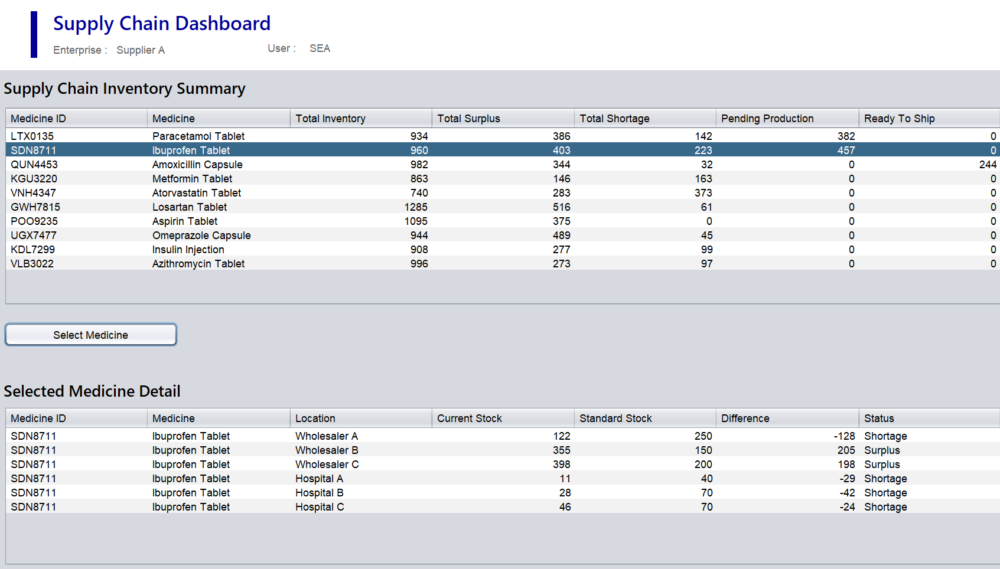 Supply Chain Dashboard
Enterprise : Supplier A User : SEA
Supply Chain Inventory Summary
Medicine ID Medicine Total Inventory Total Surplus Total Shortage Pending Production Ready To Ship
LTX0135 Paracetamol Tablet 934 386 142 382 0
SDN8711 Ibuprofen Tablet 960 403 223 457 0
QUN4453 Amoxicillin Capsule 982 344 32 0 244
KGU3220 Metformin Tablet 863 146 163 0 0
VNH4347 Atorvastatin Tablet 740 283 373 0 0
GWH7815 Losartan Tablet 1285 516 61 0 0
POO9235 Aspirin Tablet 1095 375 0 0 0
UGX7477 Omeprazole Capsule 944 489 45 0 0
KDL7299 Insulin Injection 908 277 99 0 0
VLB3022 Azithromycin Tablet 996 273 97 0 0
Select Medicine
Selected Medicine Detail
Medicine ID Medicine Location Current Stock Standard Stock Difference Status
SDN8711 Ibuprofen Tablet Wholesaler A 122 250 -128 Shortage
SDN8711 Ibuprofen Tablet Wholesaler B 355 150 205 Surplus
SDN8711 Ibuprofen Tablet Wholesaler C 398 200 198 Surplus
SDN8711 Ibuprofen Tablet Hospital A 11 40 -29 Shortage
SDN8711 Ibuprofen Tablet Hospital B 28 70 -42 Shortage
SDN8711 Ibuprofen Tablet Hospital C 46 70 -24 Shortage